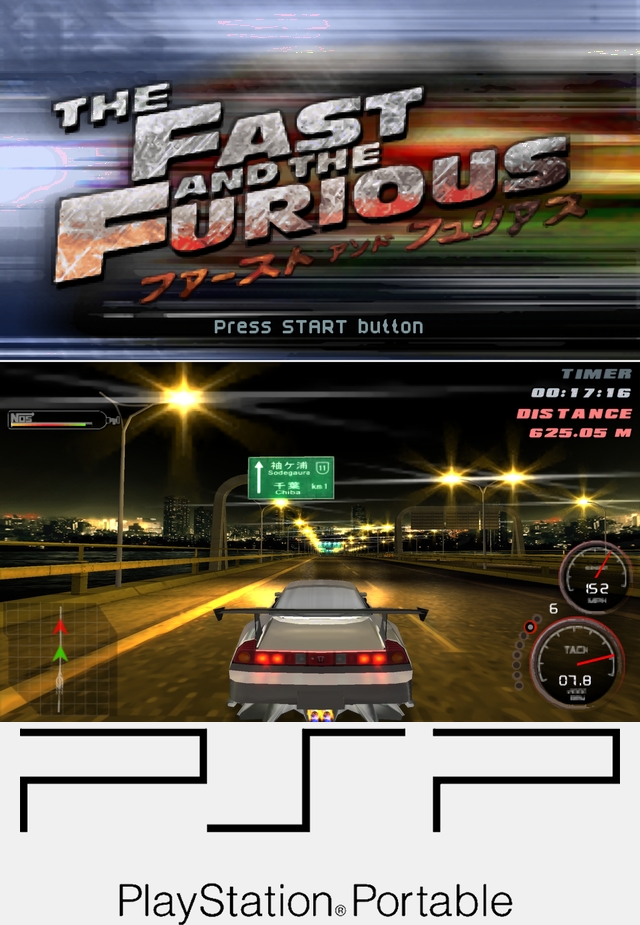 THE
FAST
AND THE
FURIOUS
ファースト アンド フュリアス
Press START button
TIMER
00:17:16
DISTANCE
625.05 M
NOS
袖ケ浦
Sodegaura
11
千葉 km1
Chiba
152
MPH
6
TACH
07.8
PSP
PlayStation® Portable